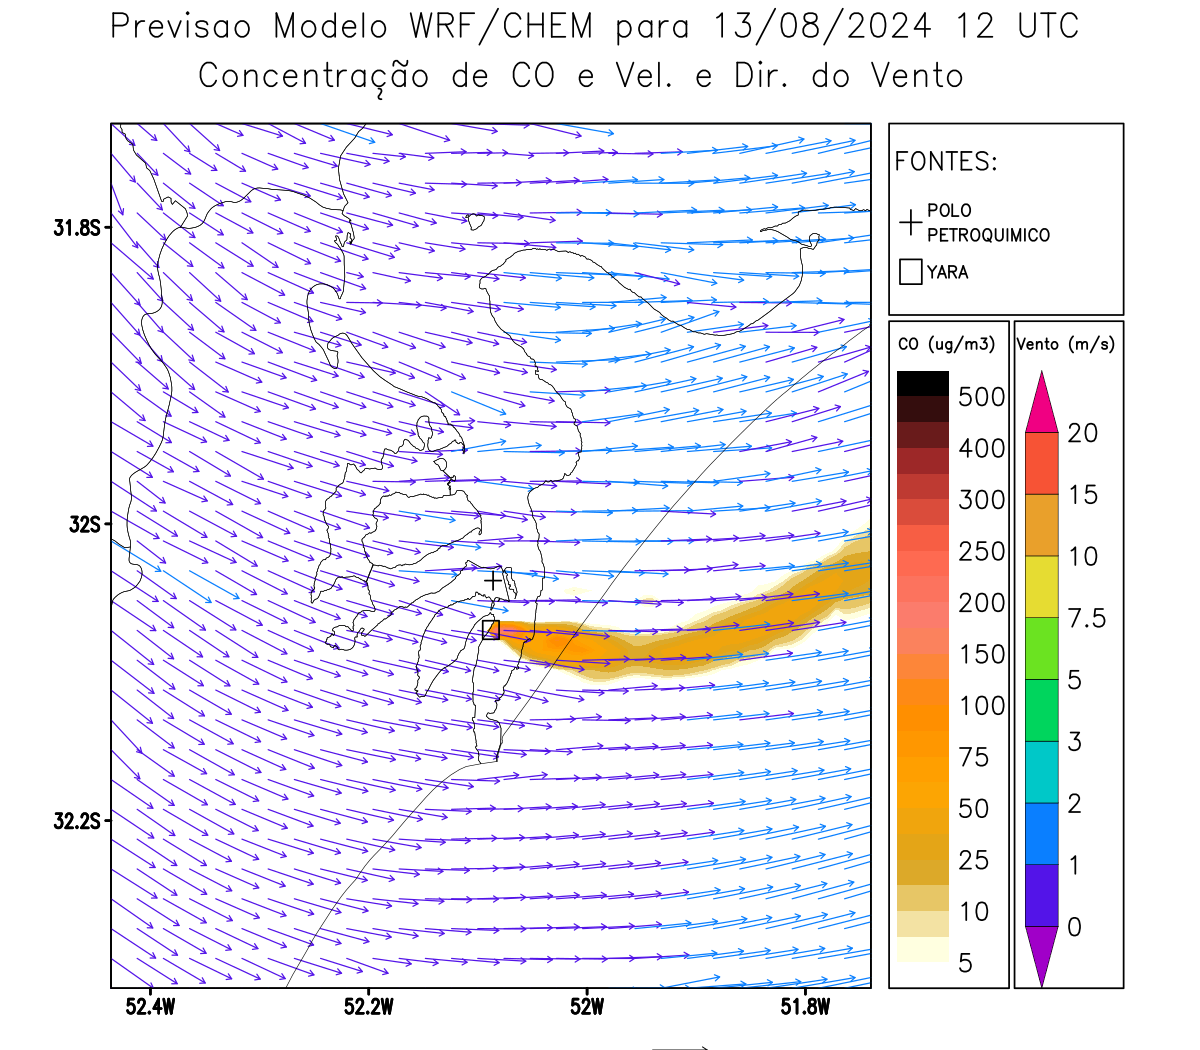 Previsao Modelo WRF/CHEM para 13/08/2024 12 UTC
Concentração de CO e Vel. e Dir. do Vento
FONTES:
POLO
PETROQUIMICO
YARA
CO (ug/m3)
500
400
300
250
200
150
100
75
50
25
10
5
Vento (m/s)
20
15
10
7.5
5
3
2
1
0
31.8S
32S
32.2S
52.4W
52.2W
52W
51.8W